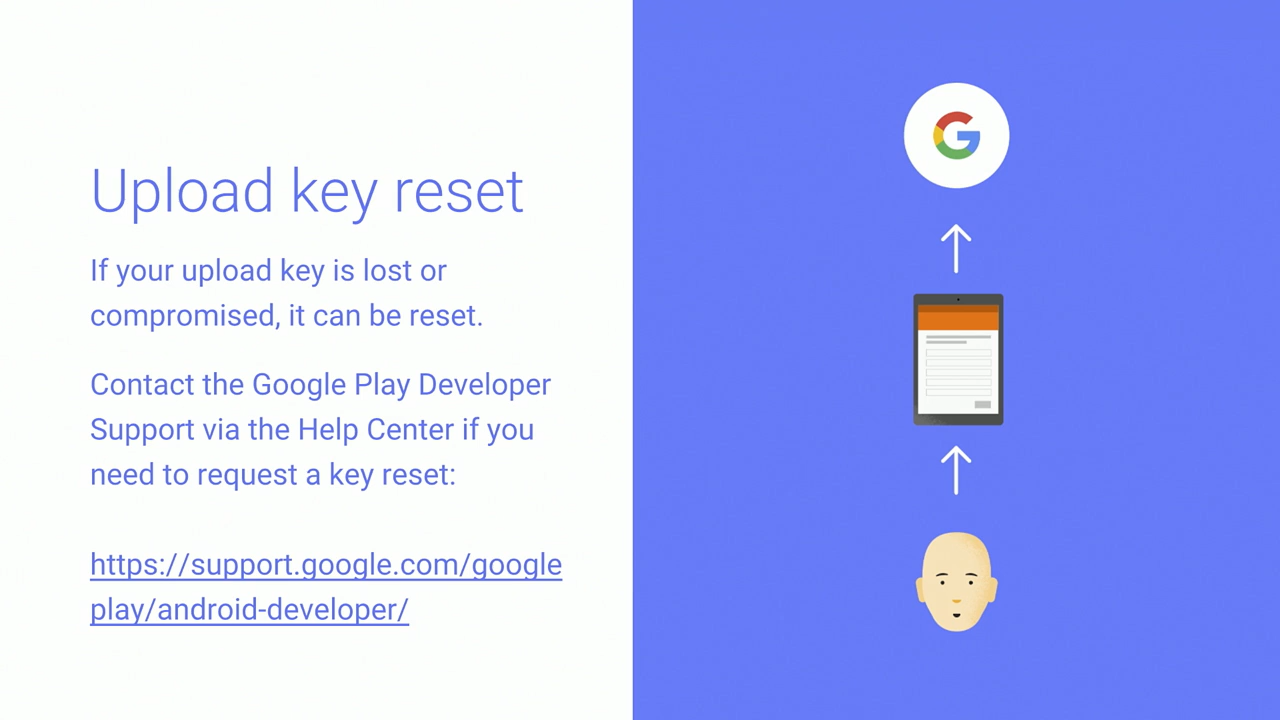 Upload key reset
If your upload key is lost or
compromised, it can be reset.
Contact the Google Play Developer
Support via the Help Center if you
need to request a key reset:
https://support.google.com/google
play/android-developer/
G